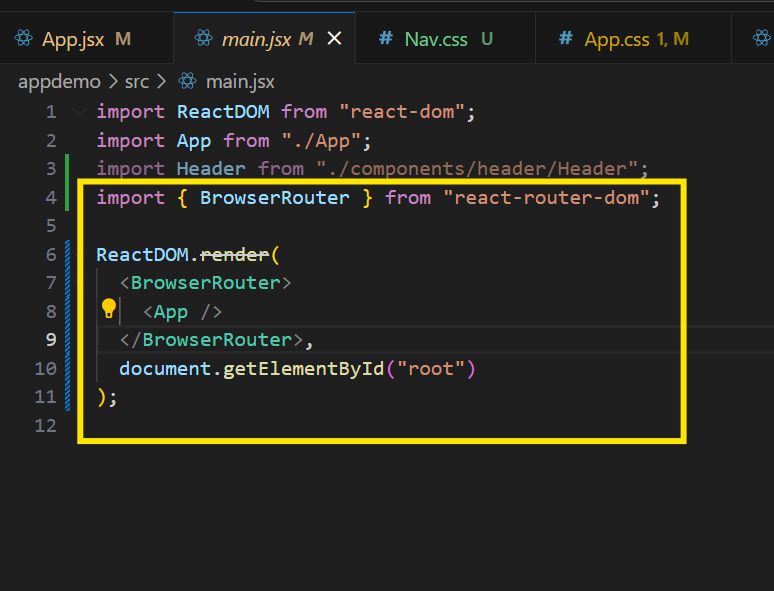 App.jsx M main.jsx M Nav.css U App.css 1, M
appdemo > src > main.jsx
1 import ReactDOM from "react-dom";
2 import App from "./App";
3 import Header from "./components/header/Header";
4 import { BrowserRouter } from "react-router-dom";
5
6 ReactDOM.render(
7 <BrowserRouter>
8 <App />
9 </BrowserRouter>,
10 document.getElementById("root")
11 );
12